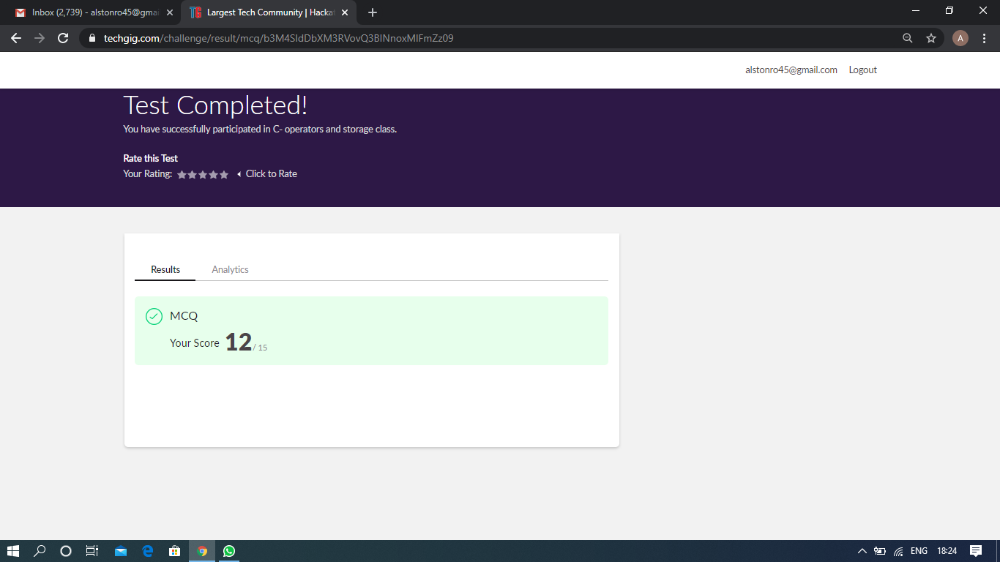 Inbox (2,739) - alstonro45@gmai
Largest Tech Community | Hacka
techgig.com/challenge/result/mcq/b3M4SldDbXM3RVovQ3BINnoxMlFmZz09
A
alstonro45@gmail.com Logout
Test Completed!
You have successfully participated in C- operators and storage class.
Rate this Test
Your Rating: Click to Rate
Results Analytics
MCQ
Your Score 12 / 15
ENG 18:24